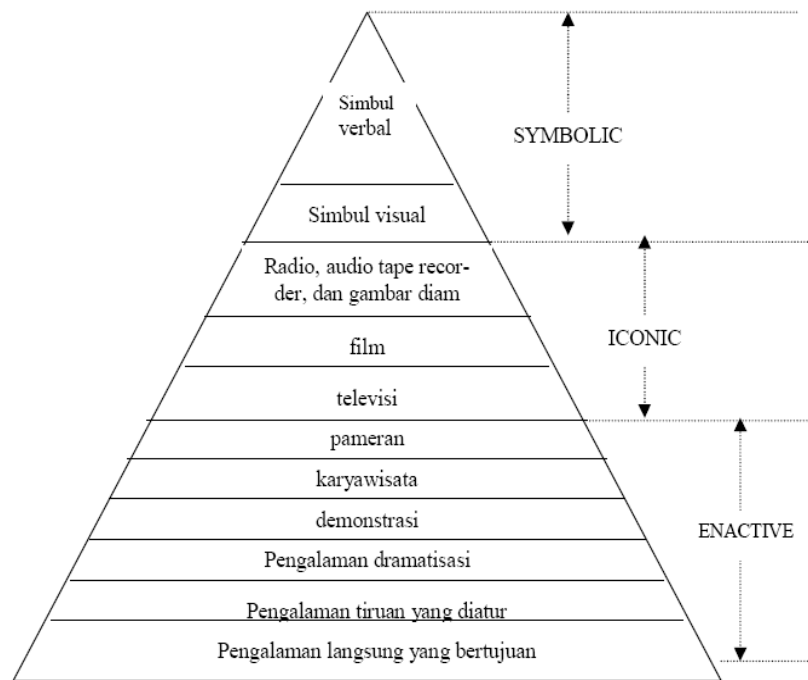 Simbul
verbal
SYMBOLIC
Simbul visual
Radio, audio tape recor-
der, dan gambar diam
film
ICONIC
televisi
pameran
karyawisata
demonstrasi
ENACTIVE
Pengalaman dramatisasi
Pengalaman tiruan yang diatur
Pengalaman langsung yang bertujuan